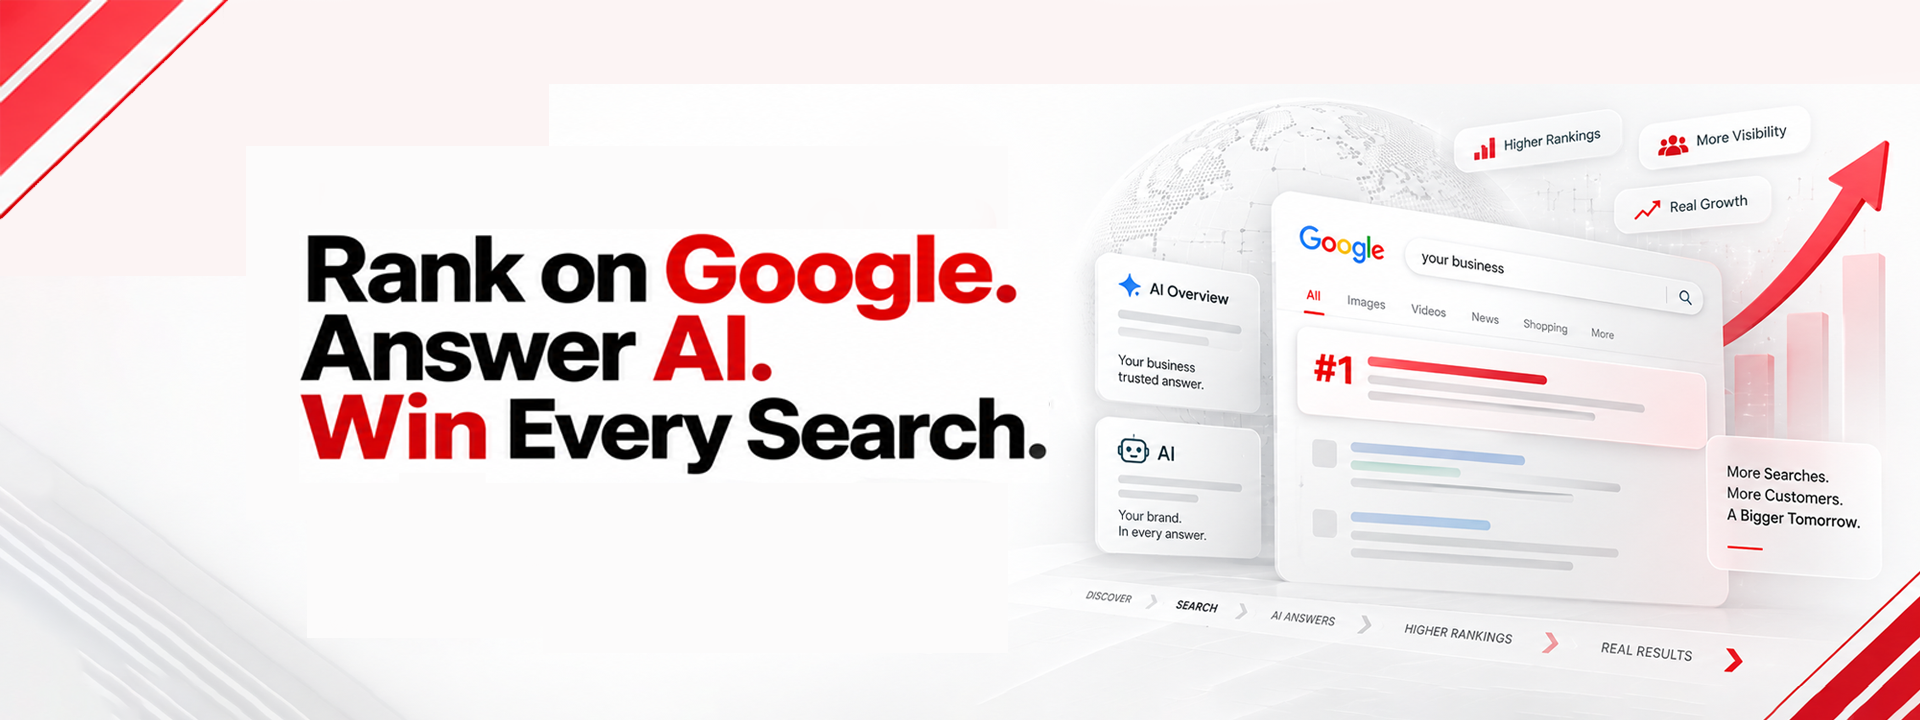 Rank on Google.
Answer AI.
Win Every Search.
Higher Rankings
More Visibility
Real Growth
AI Overview
Your business
trusted answer.
AI
Your brand.
In every answer.
Google
your business
All Images Videos News Shopping More
#1
More Searches.
More Customers.
A Bigger Tomorrow.
DISCOVER SEARCH AI ANSWERS HIGHER RANKINGS REAL RESULTS